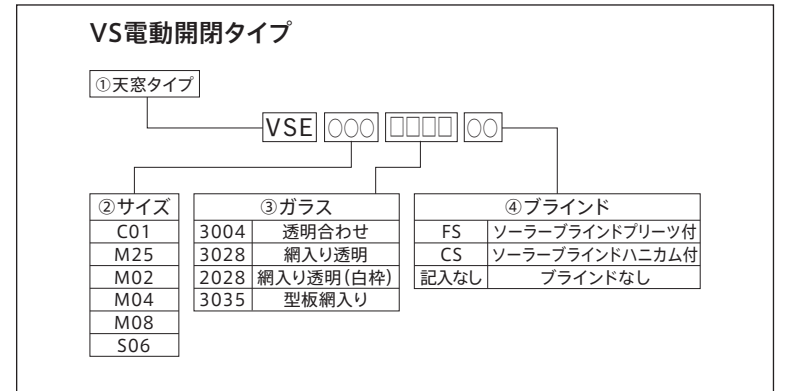 VS電動開閉タイプ
①天窓タイプ
VSE ○○○ □□□□ ○○
②サイズ
C01
M25
M02
M04
M08
S06
③ガラス
3004 透明合わせ
3028 網入り透明
2028 網入り透明(白枠)
3035 型板網入り
④ブラインド
FS ソーラーブラインドプリーツ付
CS ソーラーブラインドハニカム付
記入なし ブラインドなし